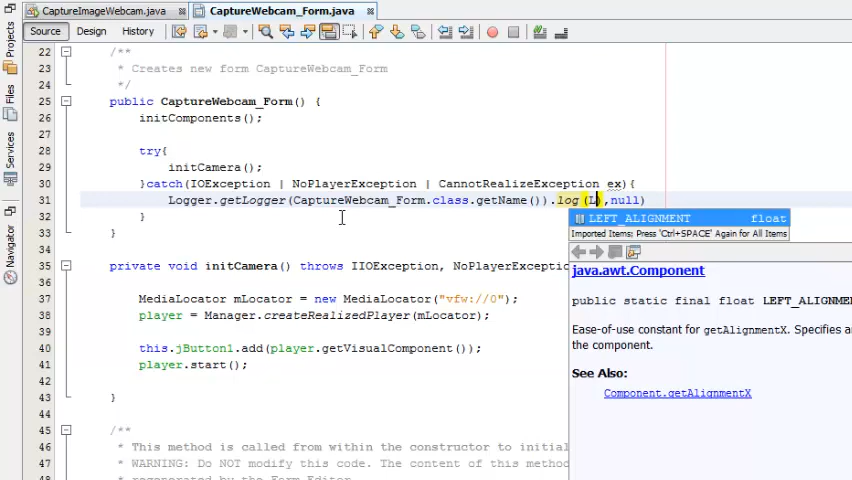 CaptureImageWebcam.java
CaptureWebcam_Form.java
Source
Design
History
Projects
Files
Services
Navigator
22 /**
23 * Creates new form CaptureWebcam_Form
24 */
25 public CaptureWebcam_Form() {
26 initComponents();
27
28 try{
29 initCamera();
30 }catch(IOException | NoPlayerException | CannotRealizeException ex){
31 Logger.getLogger(CaptureWebcam_Form.class.getName()).log(L,null)
32 }
33 }
34
35 private void initCamera() throws IIOException, NoPlayerExceptio
36
37 MediaLocator mLocator = new MediaLocator("vfw://0");
38 player = Manager.createRealizedPlayer(mLocator);
39
40 this.jButton1.add(player.getVisualComponent());
41 player.start();
42
43 }
44
45 /**
46 * This method is called from within the constructor to initial
47 * WARNING: Do NOT modify this code. The content of this method
48 * regenerated by the Form Editor
LEFT_ALIGNMENT float
Imported Items: Press 'Ctrl+SPACE' Again for All Items
java.awt.Component
public static final float LEFT_ALIGNME
Ease-of-use constant for getAlignmentX. Specifies a
the component.
See Also:
Component.getAlignmentX